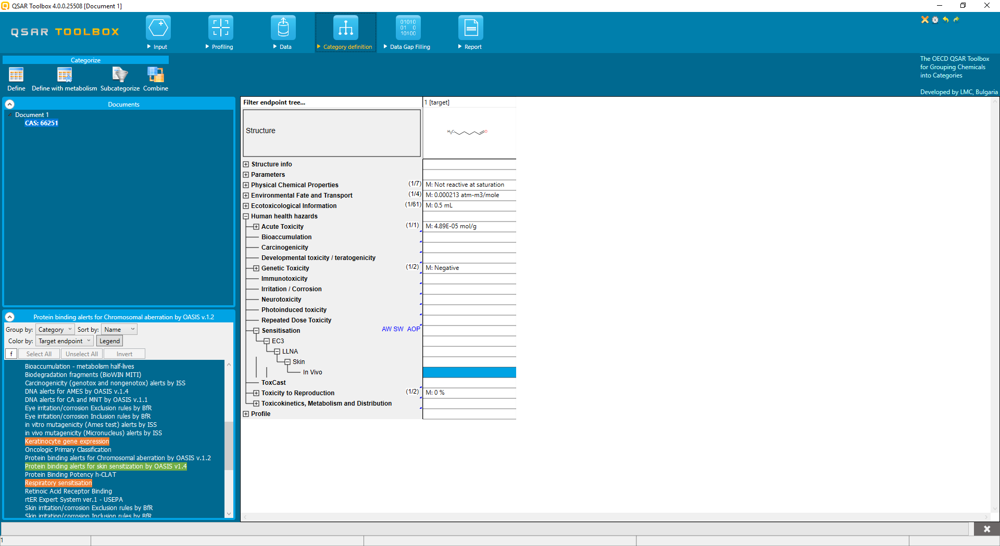 QSAR Toolbox 4.0.0.25508 [Document 1]
QSAR TOOLBOX
Input
Profiling
Data
Category definition
01010
01 0
10100
Data Gap Filling
Report
Categorize
Define
Define with metabolism
Subcategorize
Combine
The OECD QSAR Toolbox
for Grouping Chemicals
into Categories
Developed by LMC, Bulgaria
Documents
Document 1
CAS: 66251
Protein binding alerts for Chromosomal aberration by OASIS v.1.2
Group by: Category Sort by: Name
Color by: Target endpoint Legend
f Select All Unselect All Invert
Bioaccumulation - metabolism half-lives
Biodegradation fragments (BioWIN MITI)
Carcinogenicity (genotox and nongenotox) alerts by ISS
DNA alerts for AMES by OASIS v.1.4
DNA alerts for CA and MNT by OASIS v.1.1
Eye irritation/corrosion Exclusion rules by BfR
Eye irritation/corrosion Inclusion rules by BfR
in vitro mutagenicity (Ames test) alerts by ISS
in vivo mutagenicity (Micronucleus) alerts by ISS
Keratinocyte gene expression
Oncologic Primary Classification
Protein binding alerts for Chromosomal aberration by OASIS v.1.2
Protein binding alerts for skin sensitization by OASIS v1.4
Protein Binding Potency h-CLAT
Respiratory sensitisation
Retinoic Acid Receptor Binding
rtER Expert System ver.1 - USEPA
Skin irritation/corrosion Exclusion rules by BfR
Skin irritation/corrosion Inclusion rules by BfR
Filter endpoint tree...
1 [target]
Structure
H3C O
Structure info
Parameters
Physical Chemical Properties (1/7) M: Not reactive at saturation
Environmental Fate and Transport (1/4) M: 0.000213 atm-m3/mole
Ecotoxicological Information (1/61) M: 0.5 mL
Human health hazards
Acute Toxicity (1/1) M: 4.89E-05 mol/g
Bioaccumulation
Carcinogenicity
Developmental toxicity / teratogenicity
Genetic Toxicity (1/2) M: Negative
Immunotoxicity
Irritation / Corrosion
Neurotoxicity
Photoinduced toxicity
Repeated Dose Toxicity
Sensitisation AW SW AOP
EC3
LLNA
Skin
In Vivo
ToxCast
Toxicity to Reproduction (1/2) M: 0 %
Toxicokinetics, Metabolism and Distribution
Profile
1